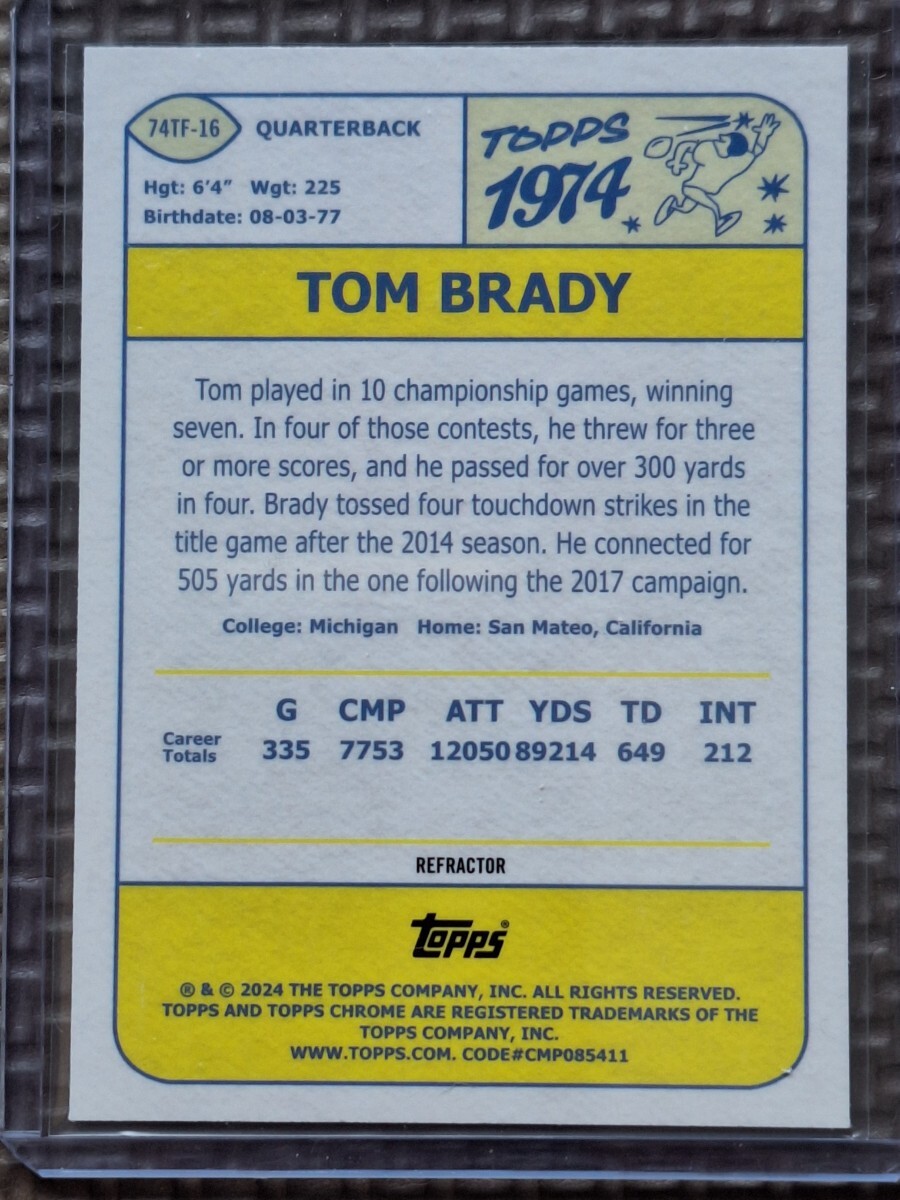 74TF-16 QUARTERBACK
Hgt: 6'4" Wgt: 225
Birthdate: 08-03-77
TOPPS
1974
TOM BRADY
Tom played in 10 championship games, winning
seven. In four of those contests, he threw for three
or more scores, and he passed for over 300 yards
in four. Brady tossed four touchdown strikes in the
title game after the 2014 season. He connected for
505 yards in the one following the 2017 campaign.
College: Michigan Home: San Mateo, California
G CMP ATT YDS TD INT
Career Totals 335 7753 12050 89214 649 212
REFRACTOR
topps®
® & © 2024 THE TOPPS COMPANY, INC. ALL RIGHTS RESERVED.
TOPPS AND TOPPS CHROME ARE REGISTERED TRADEMARKS OF THE
TOPPS COMPANY, INC.
WWW.TOPPS.COM. CODE#CMP085411